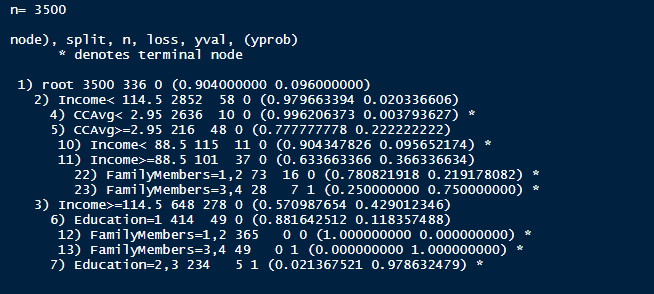 n= 3500
node), split, n, loss, yval, (yprob)
* denotes terminal node
1) root 3500 336 0 (0.904000000 0.096000000)
2) Income< 114.5 2852 58 0 (0.979663394 0.020336606)
4) CCAvg< 2.95 2636 10 0 (0.996206373 0.003793627) *
5) CCAvg>=2.95 216 48 0 (0.777777778 0.222222222)
10) Income< 88.5 115 11 0 (0.904347826 0.095652174) *
11) Income>=88.5 101 37 0 (0.633663366 0.366336634)
22) FamilyMembers=1,2 73 16 0 (0.780821918 0.219178082) *
23) FamilyMembers=3,4 28 7 1 (0.250000000 0.750000000) *
3) Income>=114.5 648 278 0 (0.570987654 0.429012346)
6) Education=1 414 49 0 (0.881642512 0.118357488)
12) FamilyMembers=1,2 365 0 0 (1.000000000 0.000000000) *
13) FamilyMembers=3,4 49 0 1 (0.000000000 1.000000000) *
7) Education=2,3 234 5 1 (0.021367521 0.978632479) *